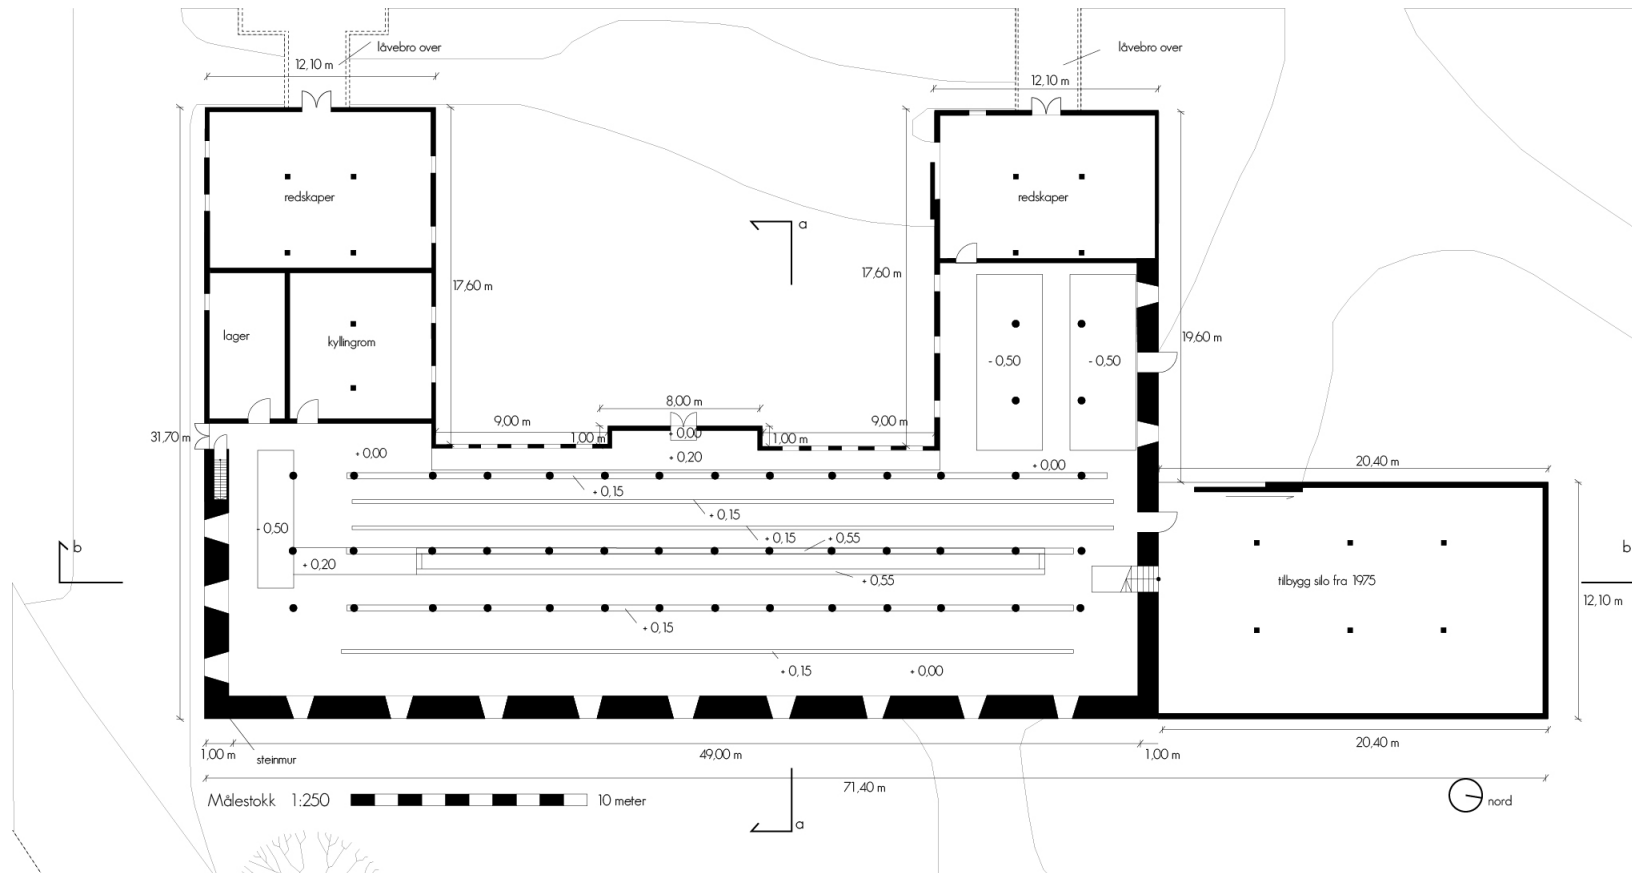 låvebro over
låvebro over
12,10 m
12,10 m
redskaper
redskaper
a
17,60 m
17,60 m
19,60 m
lager
kyllingrom
- 0,50
- 0,50
8,00 m
9,00 m
9,00 m
1,00 m
+ 0,00
1,00 m
31,70 m
+ 0,00
+ 0,20
+ 0,00
20,40 m
+ 0,15
+ 0,15
- 0,50
+ 0,15
+ 0,55
b
b
+ 0,20
+ 0,55
tilbygg silo fra 1975
12,10 m
+ 0,15
+ 0,15
+ 0,00
1,00 m
steinmur
49,00 m
1,00 m
20,40 m
71,40 m
Målestokk 1:250
10 meter
nord
a